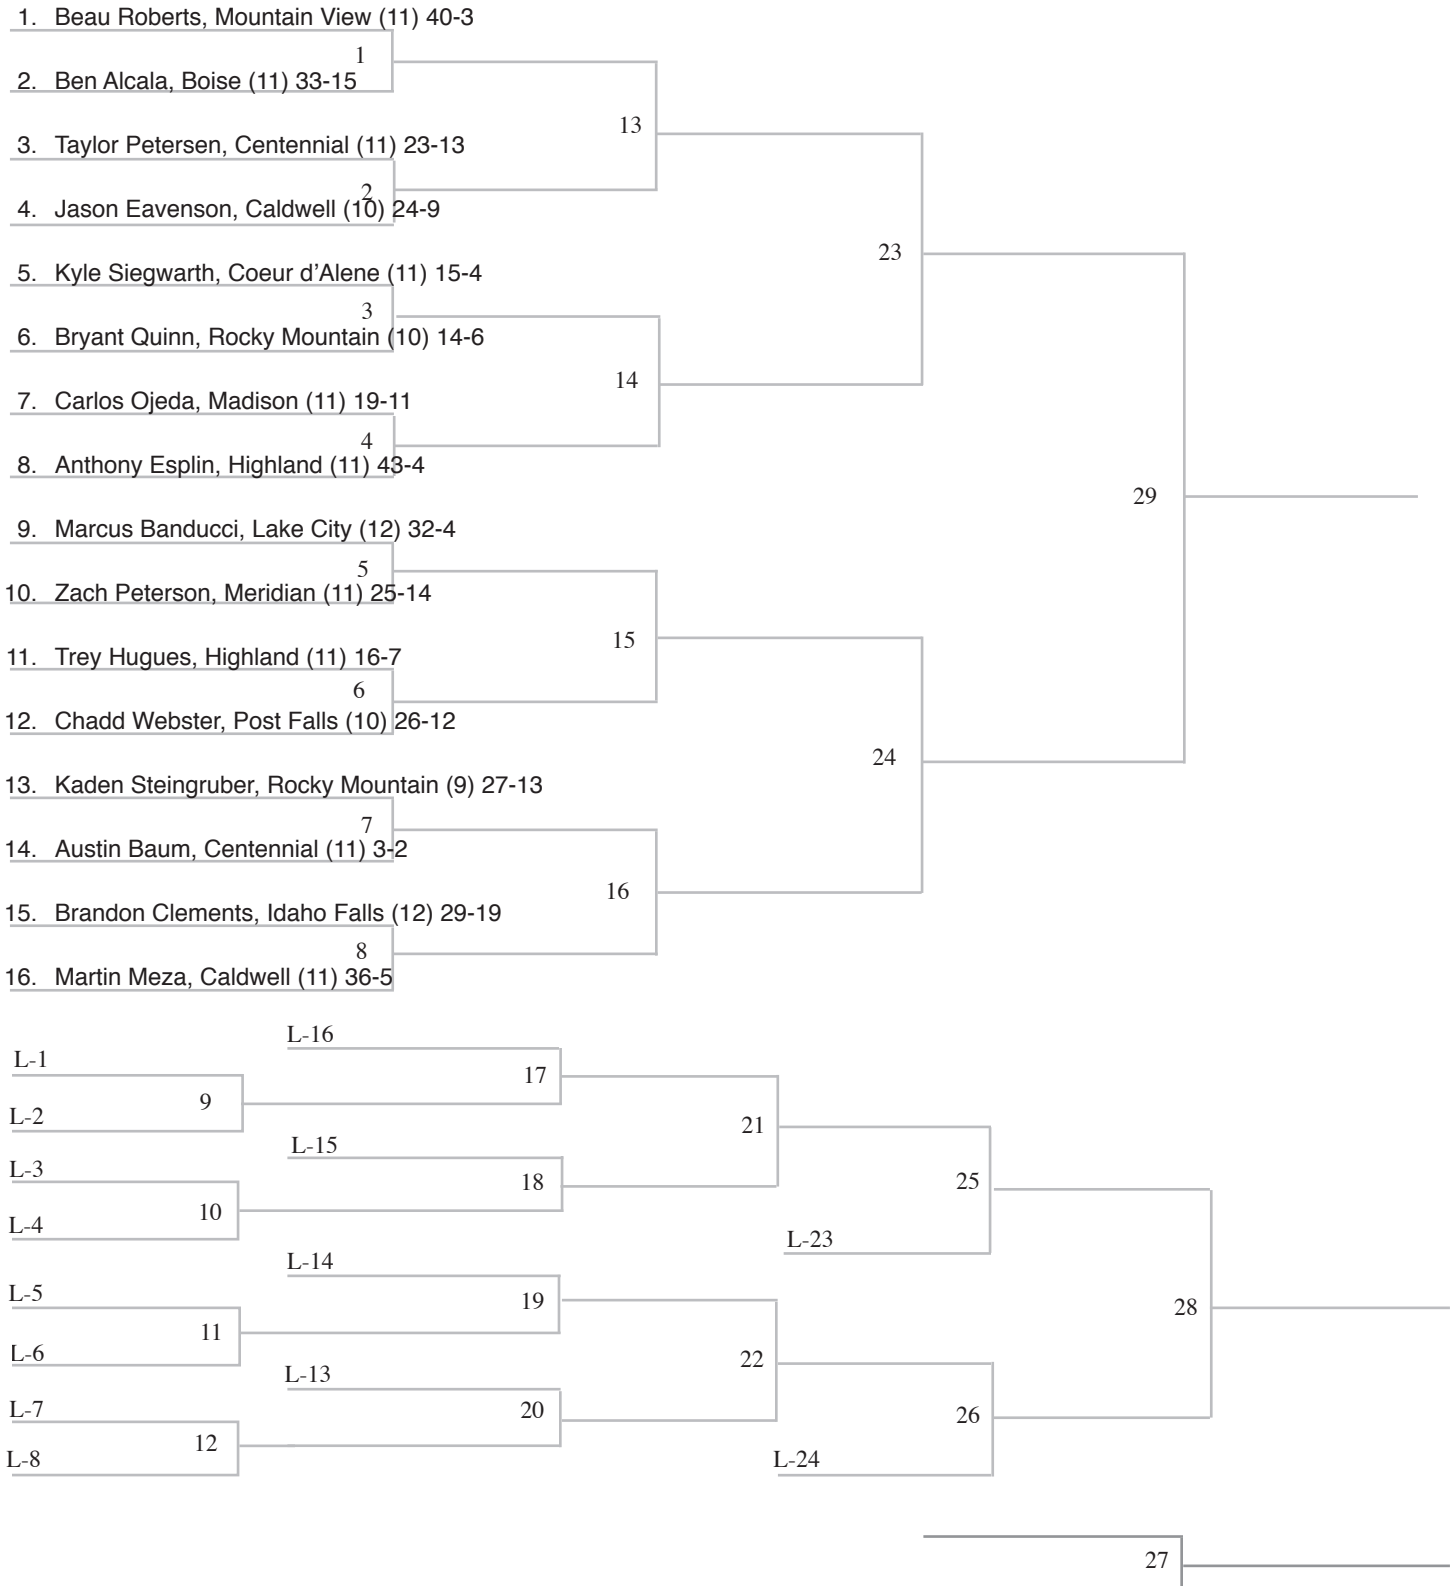 1. Beau Roberts, Mountain View (11) 40-3
1
2. Ben Alcala, Boise (11) 33-15
13
3. Taylor Petersen, Centennial (11) 23-13
2
4. Jason Eavenson, Caldwell (10) 24-9
23
5. Kyle Siegwarth, Coeur d'Alene (11) 15-4
3
6. Bryant Quinn, Rocky Mountain (10) 14-6
14
7. Carlos Ojeda, Madison (11) 19-11
4
8. Anthony Esplin, Highland (11) 43-4
29
9. Marcus Banducci, Lake City (12) 32-4
5
10. Zach Peterson, Meridian (11) 25-14
15
11. Trey Hugues, Highland (11) 16-7
6
12. Chadd Webster, Post Falls (10) 26-12
24
13. Kaden Steingruber, Rocky Mountain (9) 27-13
7
14. Austin Baum, Centennial (11) 3-2
16
15. Brandon Clements, Idaho Falls (12) 29-19
8
16. Martin Meza, Caldwell (11) 36-5
L-16
L-1
17
9
L-2
21
L-15
L-3
18
25
10
L-4
L-23
L-14
L-5
19
28
11
L-6
22
L-13
L-7
20
26
12
L-8
L-24
27